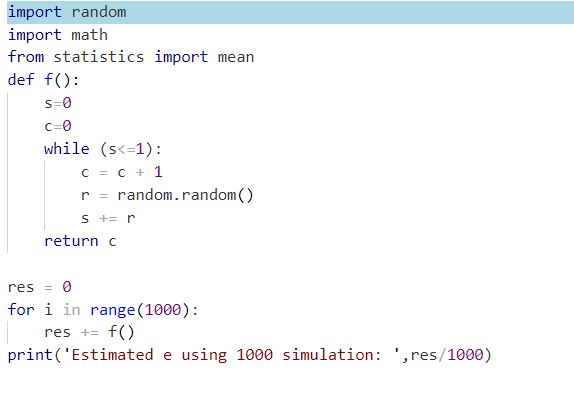 import random
import math
from statistics import mean
def f():
    s=0
    c=0
    while (s<=1):
        c = c + 1
        r = random.random()
        s += r
    return c

res = 0
for i in range(1000):
    res += f()
print('Estimated e using 1000 simulation: ',res/1000)